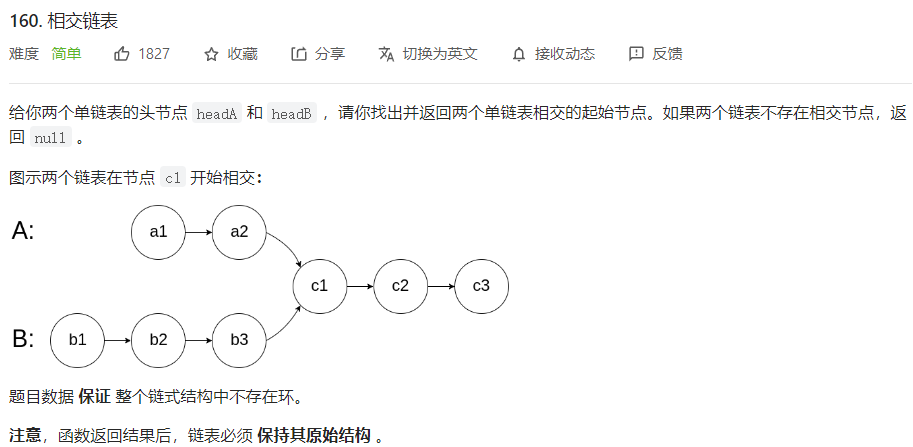 160. 相交链表
难度 简单 1827 收藏 分享 切换为英文 接收动态 反馈
给你两个单链表的头节点 headA 和 headB ，请你找出并返回两个单链表相交的起始节点。如果两个链表不存在相交节点，返
回 null 。
图示两个链表在节点 c1 开始相交：
A: a1 a2
c1 c2 c3
B: b1 b2 b3
题目数据 保证 整个链式结构中不存在环。
注意，函数返回结果后，链表必须 保持其原始结构 。